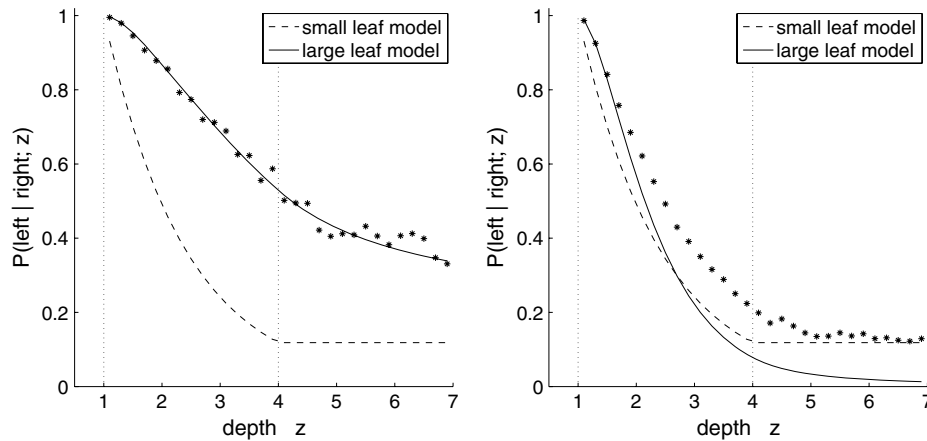 1
0.8
0.6
0.4
0.2
0
P(left | right; z)
small leaf model
large leaf model
1 2 3 4 5 6 7
depth z
1
0.8
0.6
0.4
0.2
0
P(left | right; z)
small leaf model
large leaf model
1 2 3 4 5 6 7
depth z